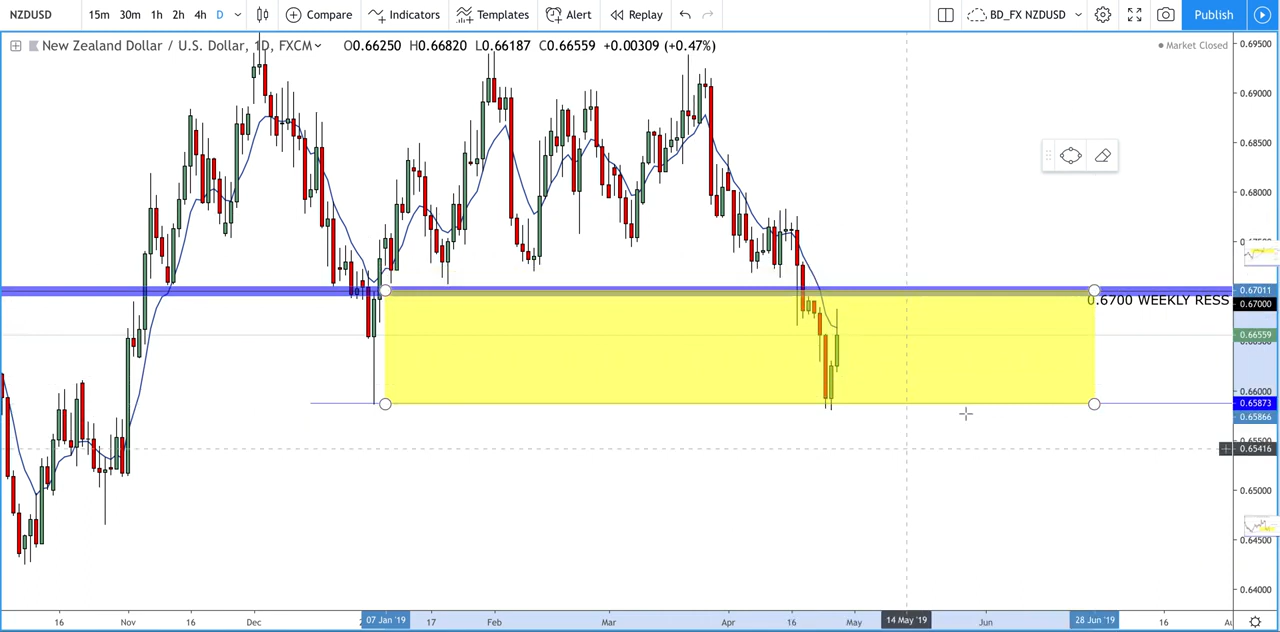 NZDUSD 15m 30m 1h 2h 4h D Compare Indicators Templates Alert Replay BD_FX NZDUSD Publish
New Zealand Dollar / U.S. Dollar, 1D, FXCM O0.66250 H0.66820 L0.66187 C0.66559 +0.00309 (+0.47%)
Market Closed
0.69500
0.69000
0.68500
0.68000
0.67011
0.6700 WEEKLY RESS
0.67000
0.66559
0.66000
0.65873
0.65866
0.65416
0.65000
0.64500
0.64000
16 Nov 16 Dec 07 Jan '19 17 Feb Mar Apr 16 May 14 May '19 Jun 28 Jun '19 16